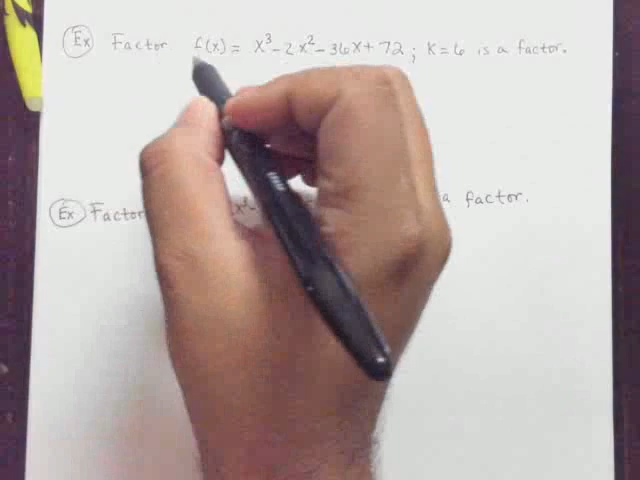 Ex Factor f(x) = x³ - 2x² - 36x + 72 ; K = 6 is a factor.
Ex Factor a factor.